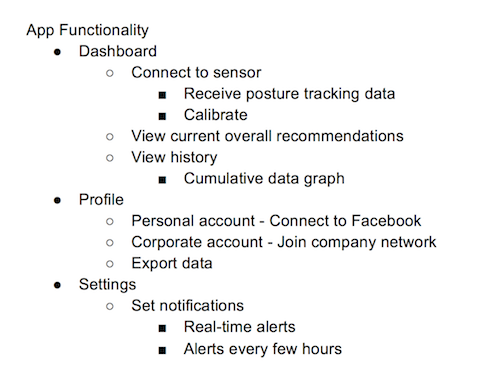 App Functionality
● Dashboard
○ Connect to sensor
■ Receive posture tracking data
■ Calibrate
○ View current overall recommendations
○ View history
■ Cumulative data graph
● Profile
○ Personal account - Connect to Facebook
○ Corporate account - Join company network
○ Export data
● Settings
○ Set notifications
■ Real-time alerts
■ Alerts every few hours